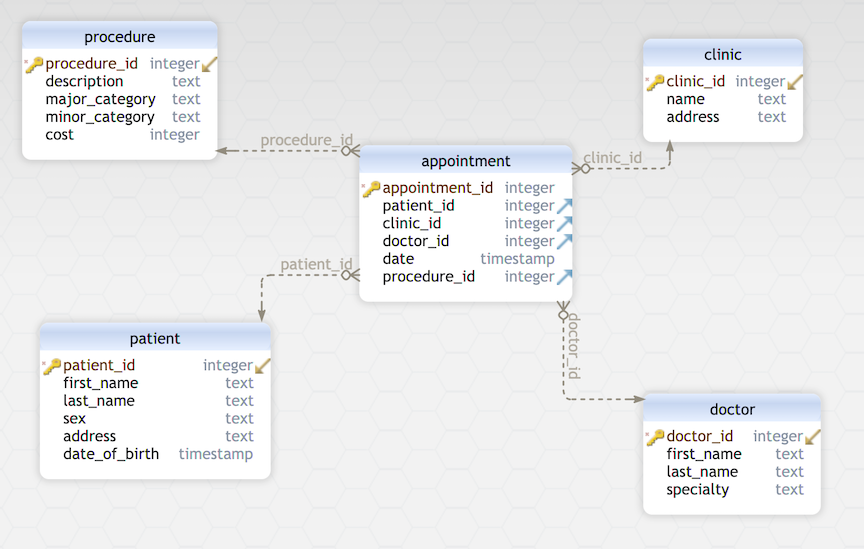 procedure
procedure_id integer
description text
major_category text
minor_category text
cost integer
clinic
clinic_id integer
name text
address text
procedure_id
clinic_id
appointment
appointment_id integer
patient_id integer
clinic_id integer
doctor_id integer
date timestamp
procedure_id integer
patient_id
doctor_id
patient
patient_id integer
first_name text
last_name text
sex text
address text
date_of_birth timestamp
doctor
doctor_id integer
first_name text
last_name text
specialty text